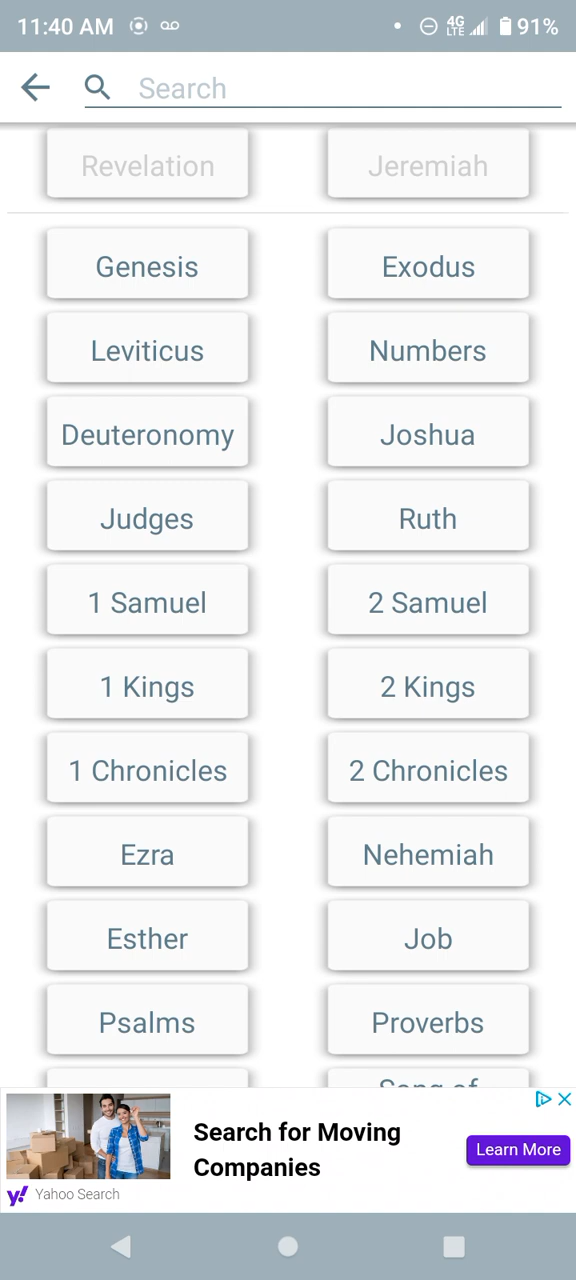 11:40 AM 4G LTE 91%
Search
Revelation Jeremiah
Genesis Exodus
Leviticus Numbers
Deuteronomy Joshua
Judges Ruth
1 Samuel 2 Samuel
1 Kings 2 Kings
1 Chronicles 2 Chronicles
Ezra Nehemiah
Esther Job
Psalms Proverbs
Song of
Search for Moving
Companies
Learn More
y! Yahoo Search